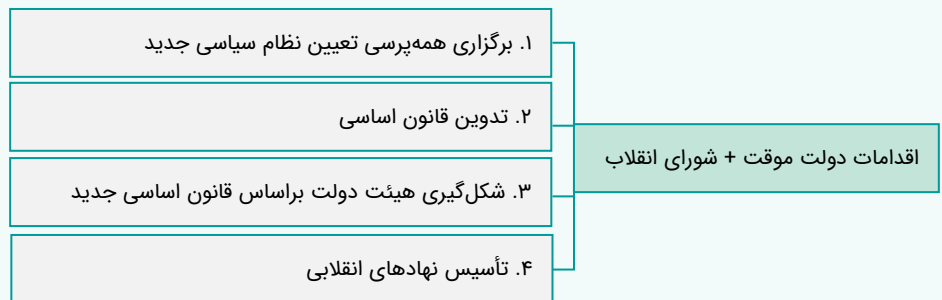 اقدامات دولت موقت + شورای انقلاب
۱. برگزاری همه‌پرسی تعیین نظام سیاسی جدید
۲. تدوین قانون اساسی
۳. شکل‌گیری هیئت دولت براساس قانون اساسی جدید
۴. تأسیس نهادهای انقلابی